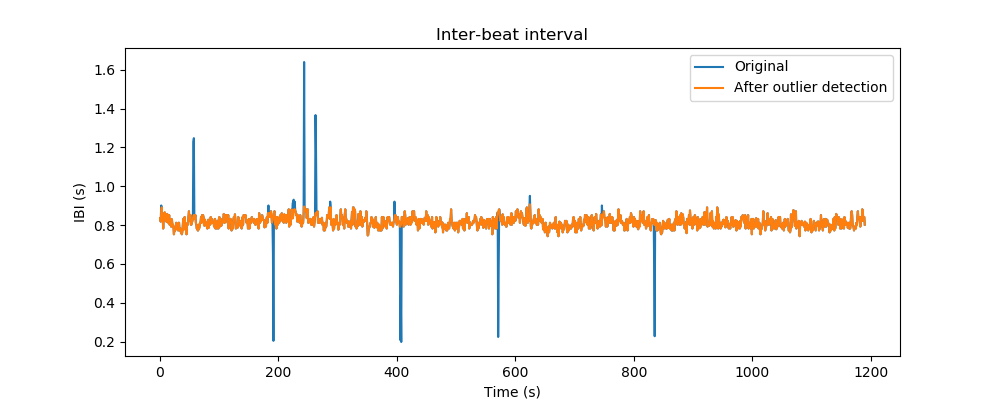 Inter-beat interval
Original
After outlier detection
1.6
1.4
1.2
1.0
0.8
0.6
0.4
0.2
IBI (s)
0 200 400 600 800 1000 1200
Time (s)